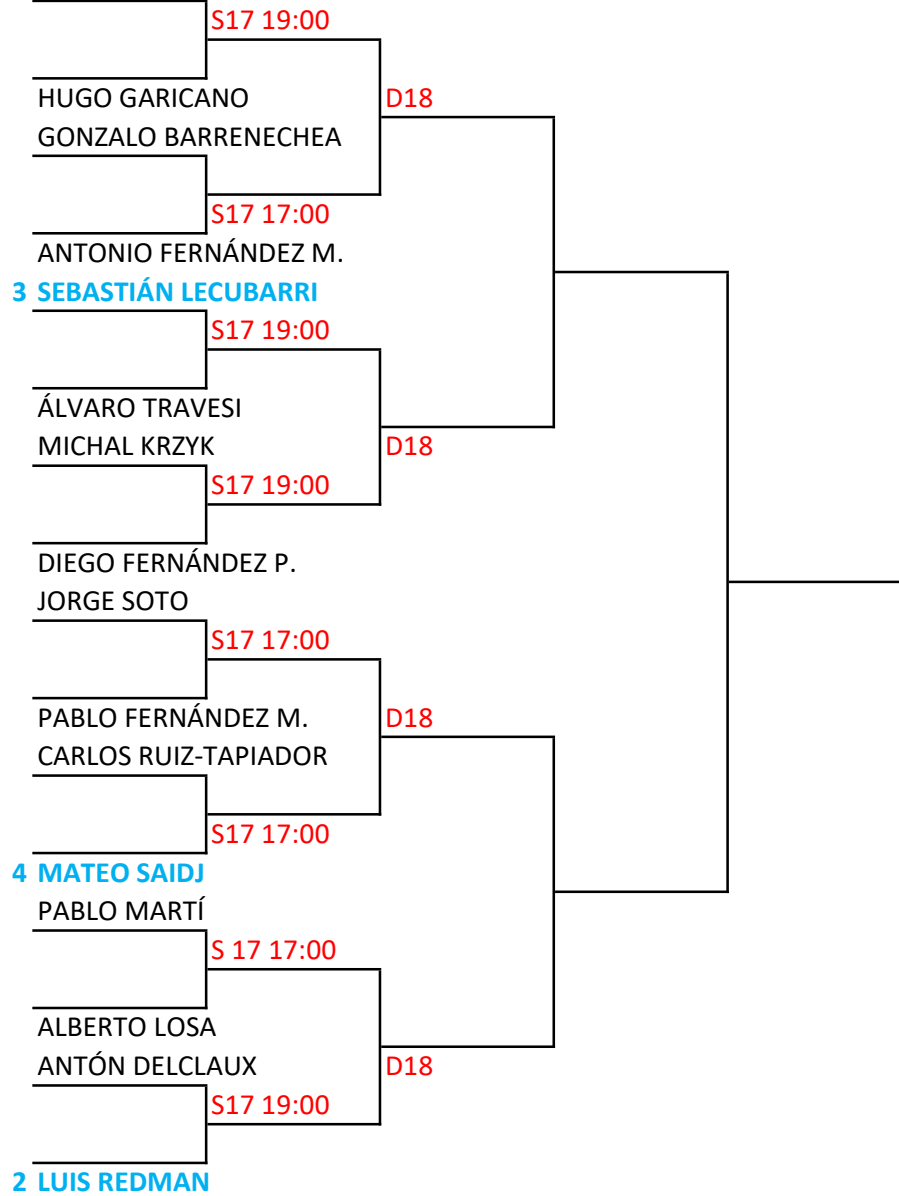 S17 19:00
HUGO GARICANO
D18
GONZALO BARRENECHEA
S17 17:00
ANTONIO FERNÁNDEZ M.
3 SEBASTIÁN LECUBARRI
S17 19:00
ÁLVARO TRAVESI
MICHAL KRZYK
D18
S17 19:00
DIEGO FERNÁNDEZ P.
JORGE SOTO
S17 17:00
PABLO FERNÁNDEZ M.
D18
CARLOS RUIZ-TAPIADOR
S17 17:00
4 MATEO SAIDJ
PABLO MARTÍ
S 17 17:00
ALBERTO LOSA
ANTÓN DELCLAUX
D18
S17 19:00
2 LUIS REDMAN